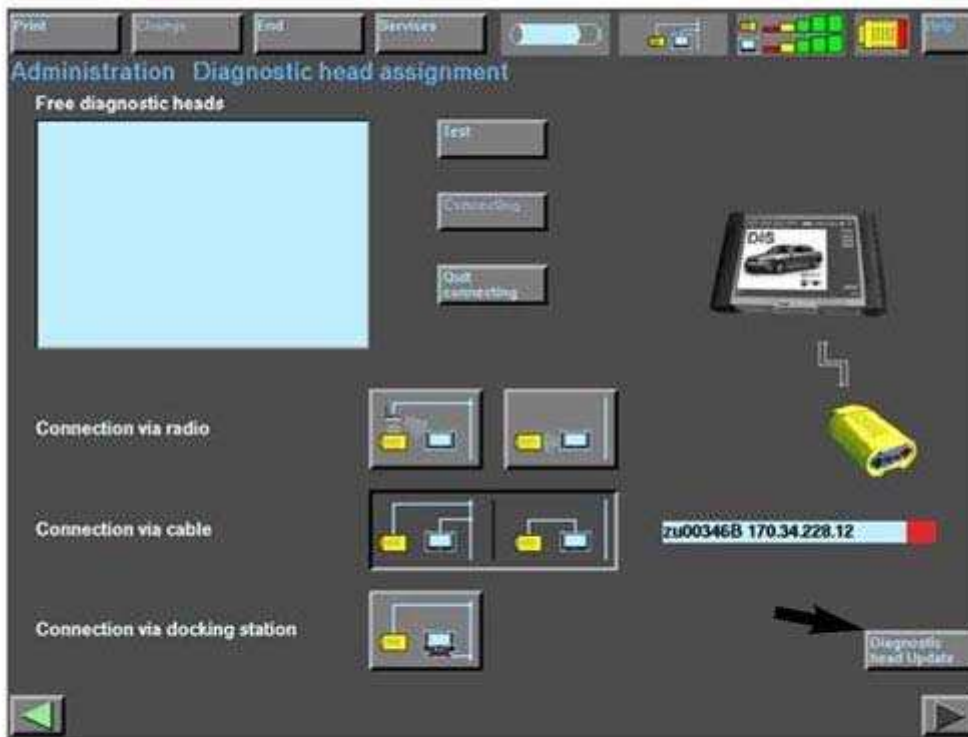 Print
Change
End
Services
Help
Administration Diagnostic head assignment
Free diagnostic heads
Test
Connecting
Quit
connecting
DIS
Connection via radio
Connection via cable
zu00346B 170.34.228.12
Connection via docking station
Diagnostic
head Update